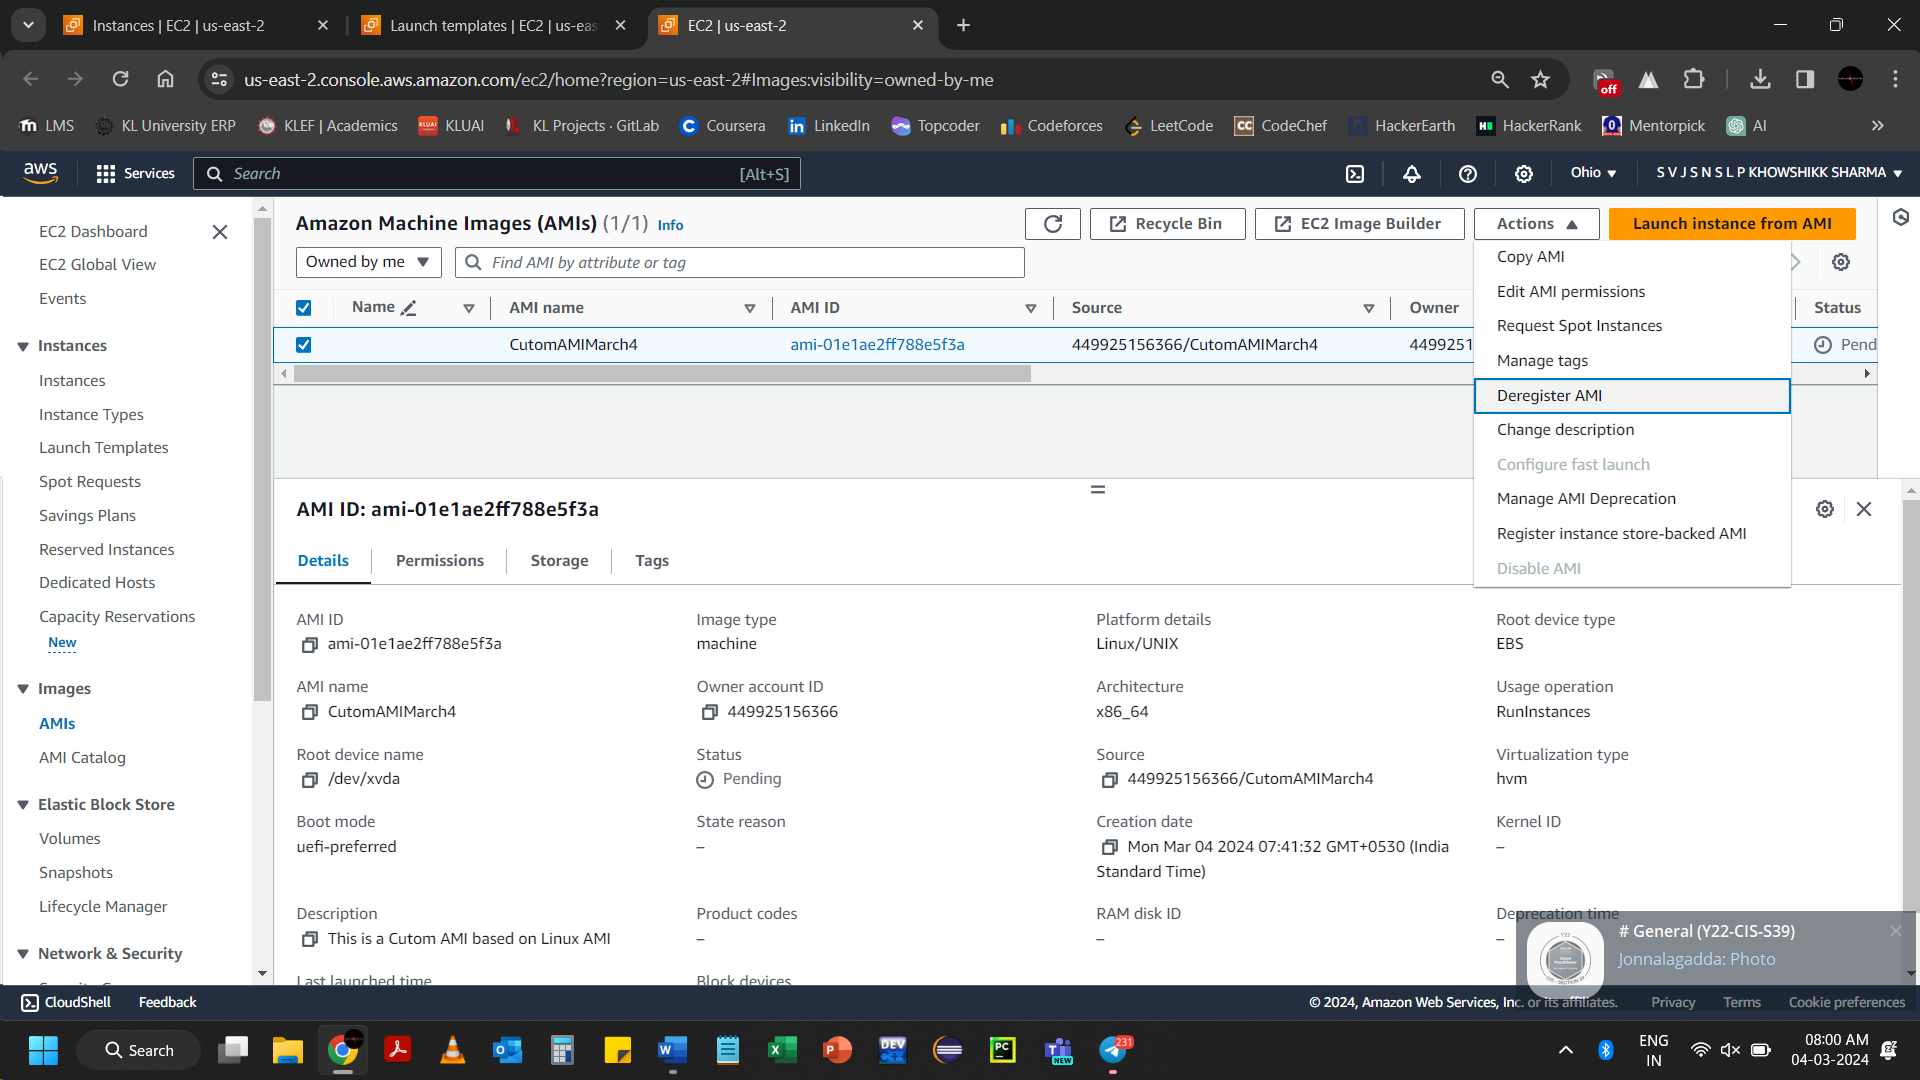 Instances | EC2 | us-east-2
Launch templates | EC2 | us-eas
EC2 | us-east-2
us-east-2.console.aws.amazon.com/ec2/home?region=us-east-2#Images:visibility=owned-by-me
off
LMS
KL University ERP
KLEF | Academics
KLUAI
KL Projects · GitLab
Coursera
LinkedIn
Topcoder
Codeforces
LeetCode
CodeChef
HackerEarth
HackerRank
Mentorpick
AI
aws
Services
Search
[Alt+S]
Ohio
S V J S N S L P KHOWSHIKK SHARMA
EC2 Dashboard
EC2 Global View
Events
Instances
Instances
Instance Types
Launch Templates
Spot Requests
Savings Plans
Reserved Instances
Dedicated Hosts
Capacity Reservations
New
Images
AMIs
AMI Catalog
Elastic Block Store
Volumes
Snapshots
Lifecycle Manager
Network & Security
Amazon Machine Images (AMIs) (1/1) Info
Recycle Bin
EC2 Image Builder
Actions
Launch instance from AMI
Owned by me
Find AMI by attribute or tag
Name
AMI name
AMI ID
Source
Owner
Status
CutomAMIMarch4
ami-01e1ae2ff788e5f3a
449925156366/CutomAMIMarch4
4499251
Pend
Copy AMI
Edit AMI permissions
Request Spot Instances
Manage tags
Deregister AMI
Change description
Configure fast launch
Manage AMI Deprecation
Register instance store-backed AMI
Disable AMI
AMI ID: ami-01e1ae2ff788e5f3a
Details
Permissions
Storage
Tags
AMI ID
ami-01e1ae2ff788e5f3a
Image type
machine
Platform details
Linux/UNIX
Root device type
EBS
AMI name
CutomAMIMarch4
Owner account ID
449925156366
Architecture
x86_64
Usage operation
RunInstances
Root device name
/dev/xvda
Status
Pending
Source
449925156366/CutomAMIMarch4
Virtualization type
hvm
Boot mode
uefi-preferred
State reason
–
Creation date
Mon Mar 04 2024 07:41:32 GMT+0530 (India
Standard Time)
Kernel ID
–
Description
This is a Cutom AMI based on Linux AMI
Product codes
–
RAM disk ID
–
Deprecation time
–
Last launched time
Block devices
# General (Y22-CIS-S39)
Jonnalagadda: Photo
CloudShell
Feedback
© 2024, Amazon Web Services, Inc. or its affiliates.
Privacy
Terms
Cookie preferences
Search
DEV
PC
NEW
231
ENG
IN
08:00 AM
04-03-2024